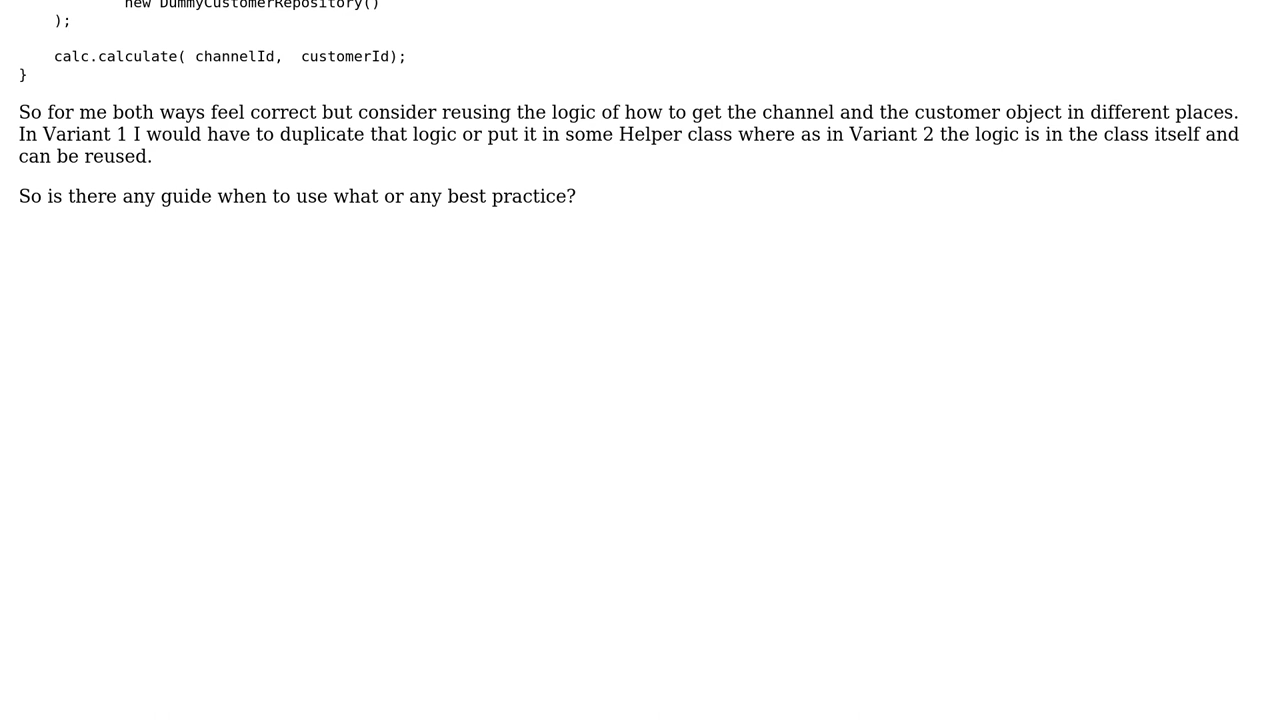 new DummyCustomerRepository()
);
calc.calculate( channelId,  customerId);
}
So for me both ways feel correct but consider reusing the logic of how to get the channel and the customer object in different places.
In Variant 1 I would have to duplicate that logic or put it in some Helper class where as in Variant 2 the logic is in the class itself and
can be reused.
So is there any guide when to use what or any best practice?